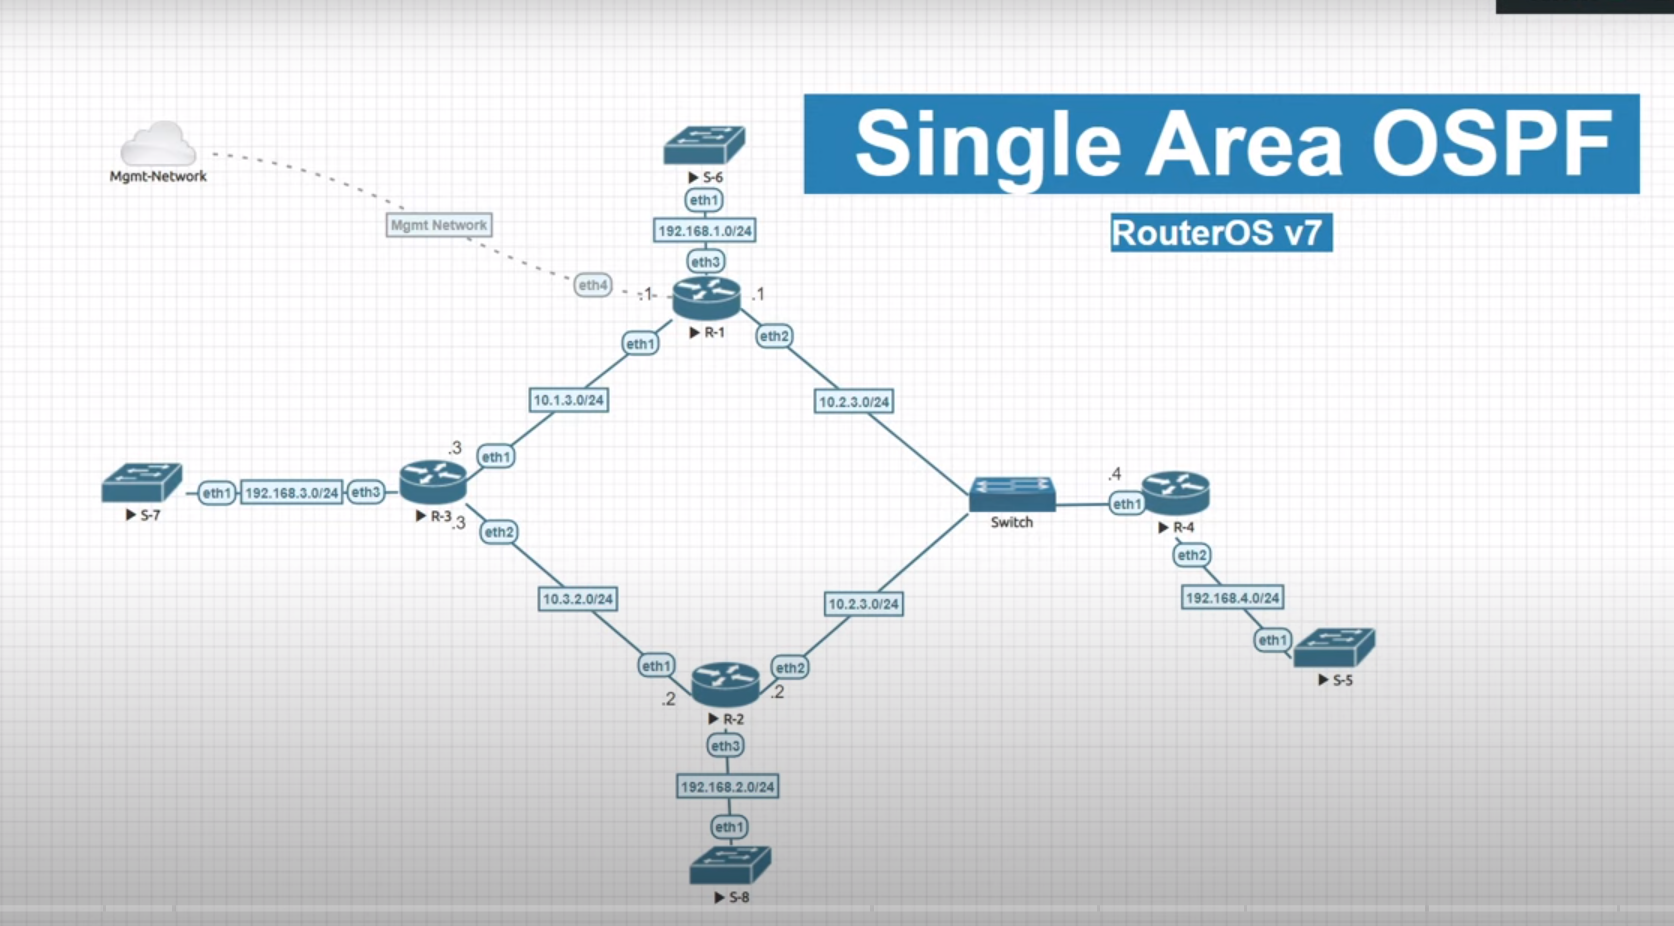 Single Area OSPF
RouterOS v7
Mgmt-Network
Mgmt Network
eth4
S-6
eth1
192.168.1.0/24
eth3
.1
.1
R-1
eth1
eth2
10.1.3.0/24
10.2.3.0/24
.3
eth1
S-7
eth1
192.168.3.0/24
eth3
R-3
.3
eth2
Switch
.4
eth1
R-4
eth2
192.168.4.0/24
eth1
S-5
10.3.2.0/24
10.2.3.0/24
eth1
eth2
.2
.2
R-2
eth3
192.168.2.0/24
eth1
S-8